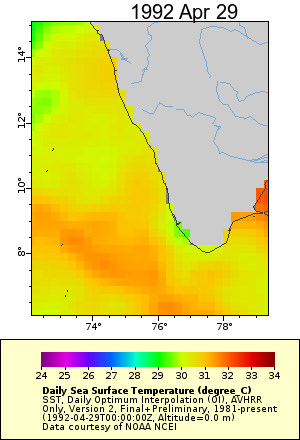 1992 Apr 29
14°
12°
10°
8°
74° 76° 78°
24 25 26 27 28 29 30 31 32 33 34
Daily Sea Surface Temperature (degree_C)
SST, Daily Optimum Interpolation (OI), AVHRR
Only, Version 2, Final+Preliminary, 1981-present
(1992-04-29T00:00:00Z, Altitude=0.0 m)
Data courtesy of NOAA NCEI